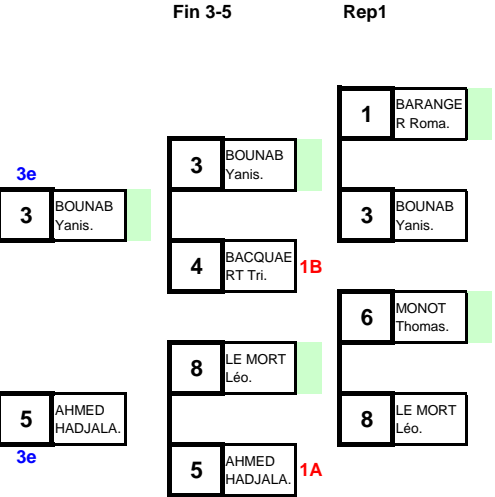 Fin 3-5
Rep1
1
BARANGE
R Roma.
3
BOUNAB
Yanis.
3e
3
BOUNAB
Yanis.
3
BOUNAB
Yanis.
4
BACQUAE
RT Tri.
1B
6
MONOT
Thomas.
8
LE MORT
Léo.
5
AHMED
HADJALA.
3e
8
LE MORT
Léo.
5
AHMED
HADJALA.
1A